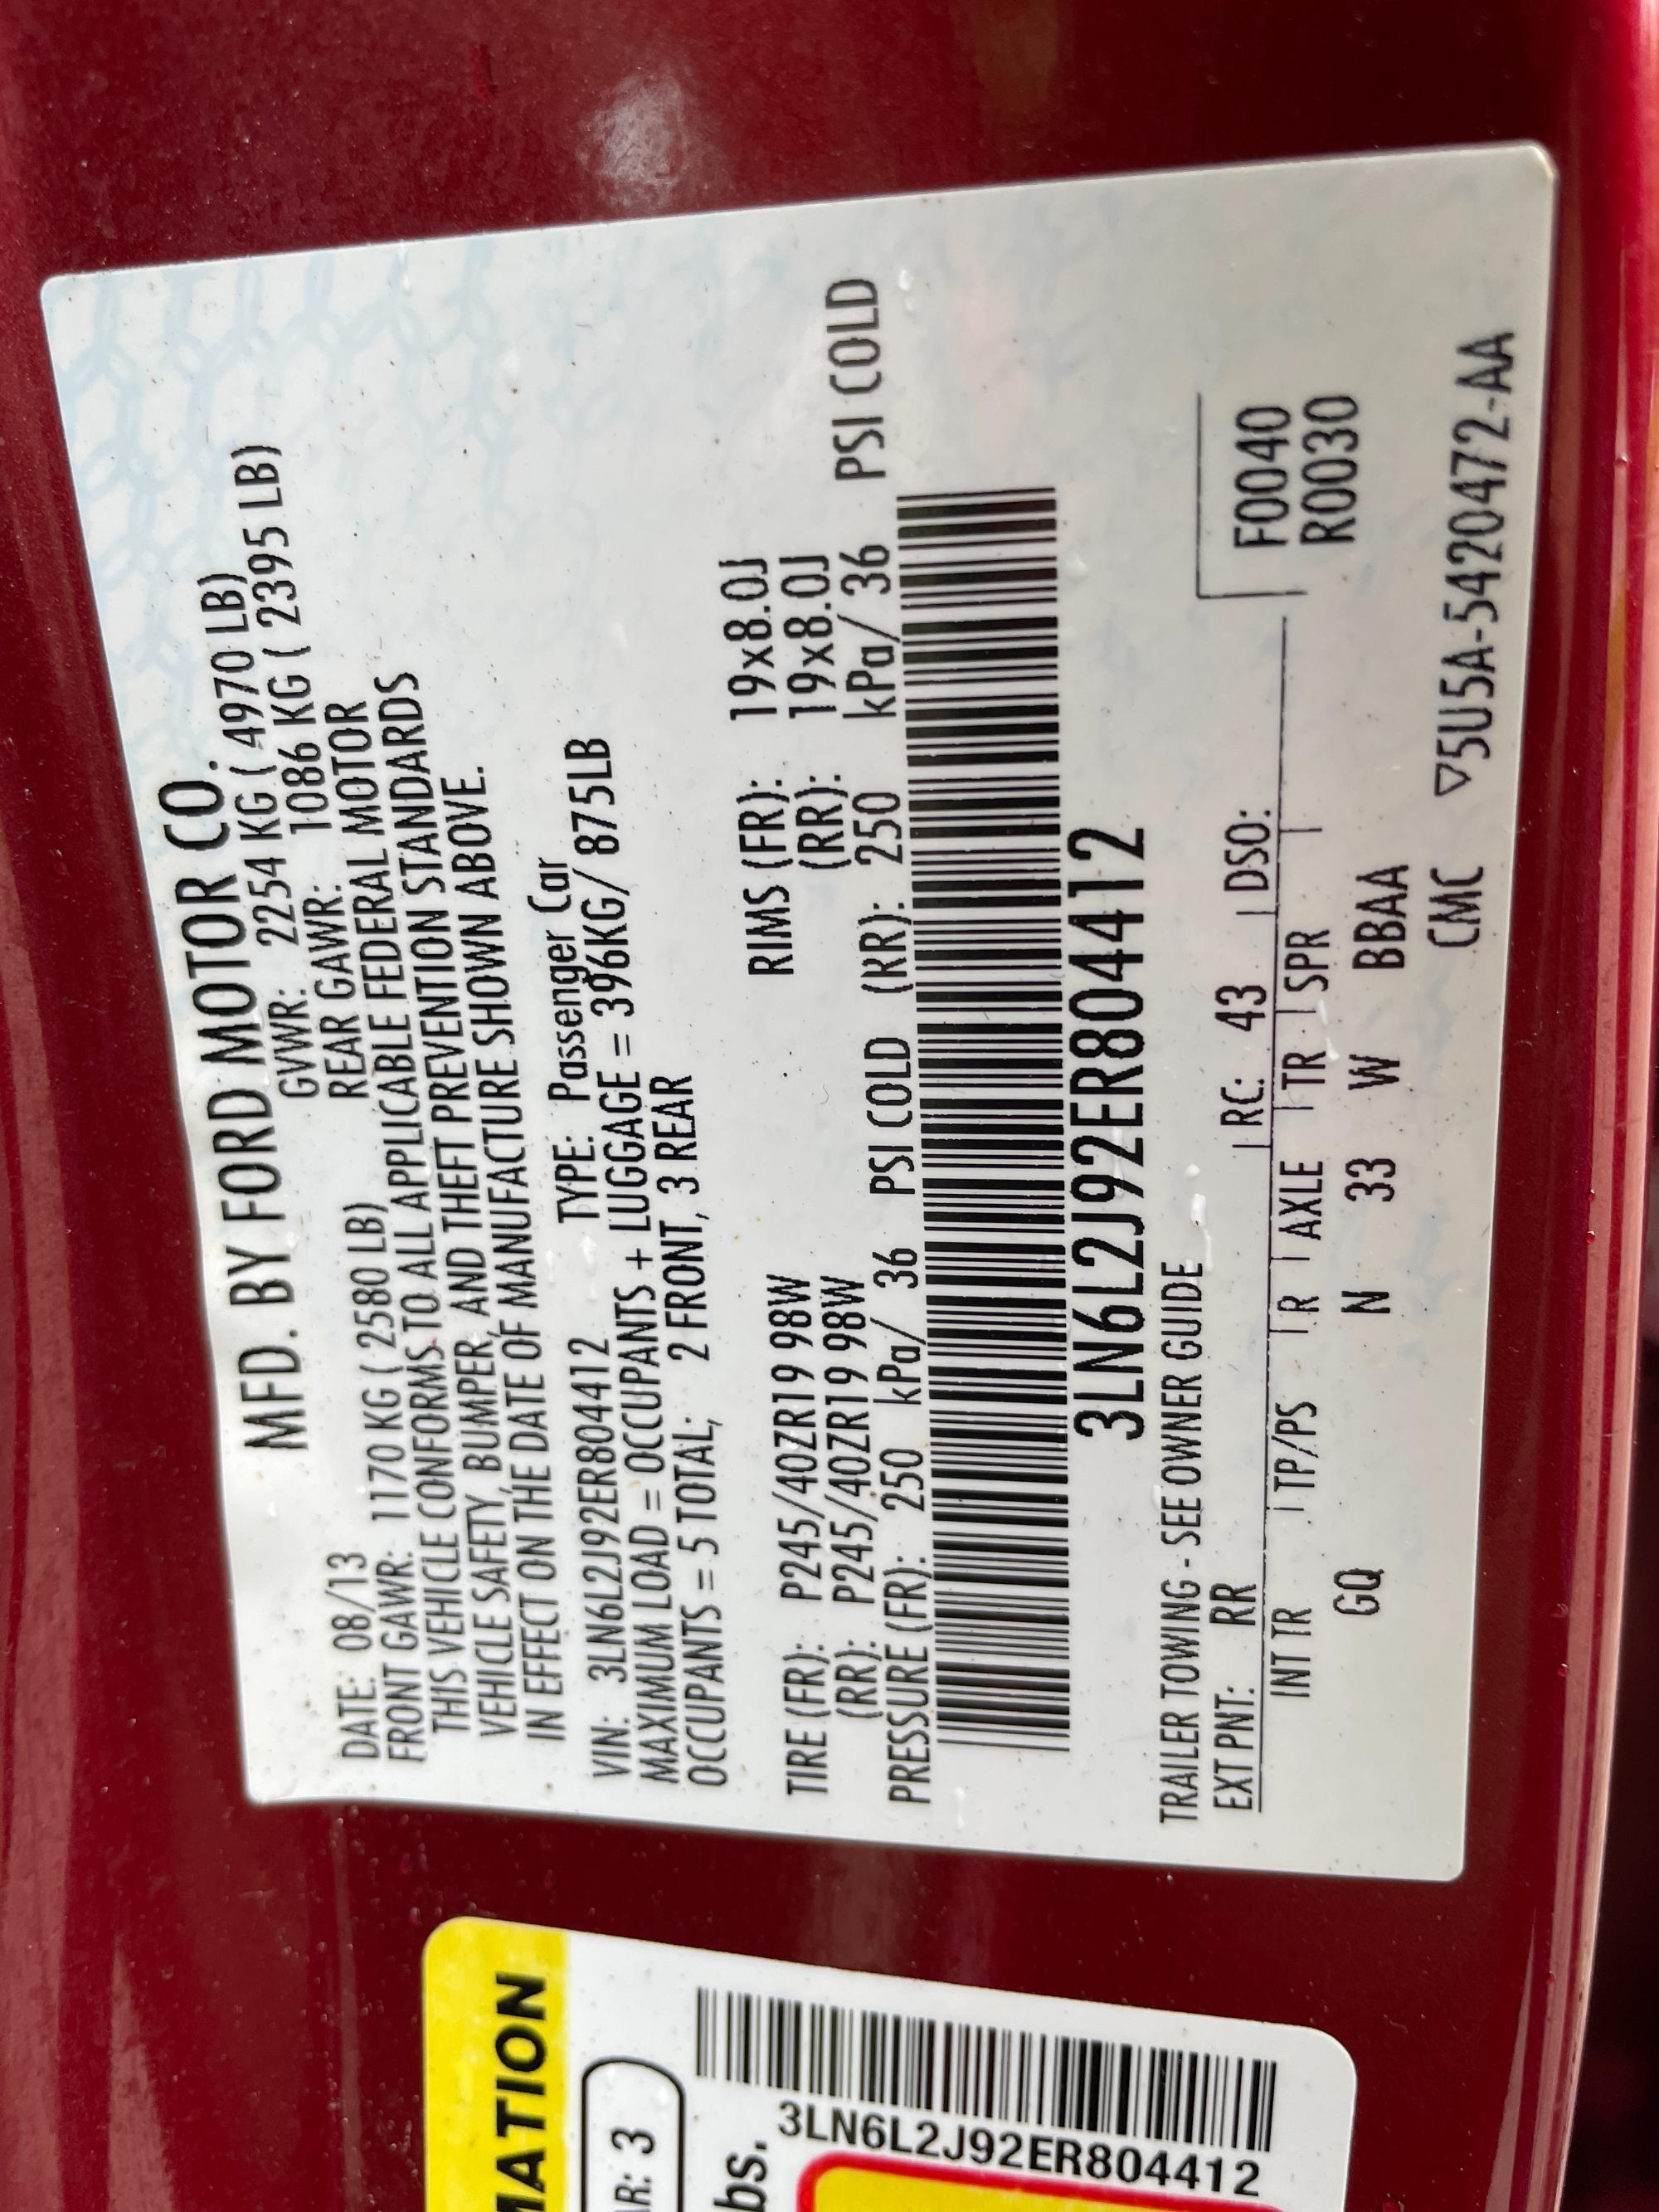 MFD. BY FORD MOTOR CO.
DATE: 08/13 GVWR: 2254 KG ( 4970 LB)
FRONT GAWR: 1170 KG ( 2580 LB) REAR GAWR: 1086 KG ( 2395 LB)
THIS VEHICLE CONFORMS TO ALL APPLICABLE FEDERAL MOTOR
VEHICLE SAFETY, BUMPER, AND THEFT PREVENTION STANDARDS
IN EFFECT ON THE DATE OF MANUFACTURE SHOWN ABOVE.
VIN: 3LN6L2J92ER804412 TYPE: Passenger Car
MAXIMUM LOAD = OCCUPANTS + LUGGAGE = 396KG/ 875LB
OCCUPANTS = 5 TOTAL; 2 FRONT, 3 REAR
TIRE (FR): P245/40ZR19 98W RIMS (FR): 19x8.0J
(RR): P245/40ZR19 98W (RR): 19x8.0J
PRESSURE (FR): 250 kPa/ 36 PSI COLD (RR): 250 kPa/ 36 PSI COLD
3LN6L2J92ER804412
TRAILER TOWING - SEE OWNER GUIDE
EXT PNT: RR RC: 43 DSO:
F0040
R0030
INT TR TP/PS R AXLE TR SPR
GQ N 33 W BBAA
CMC ▽5U5A-5420472-AA
MATION
AR: 3
bs.
3LN6L2J92ER804412